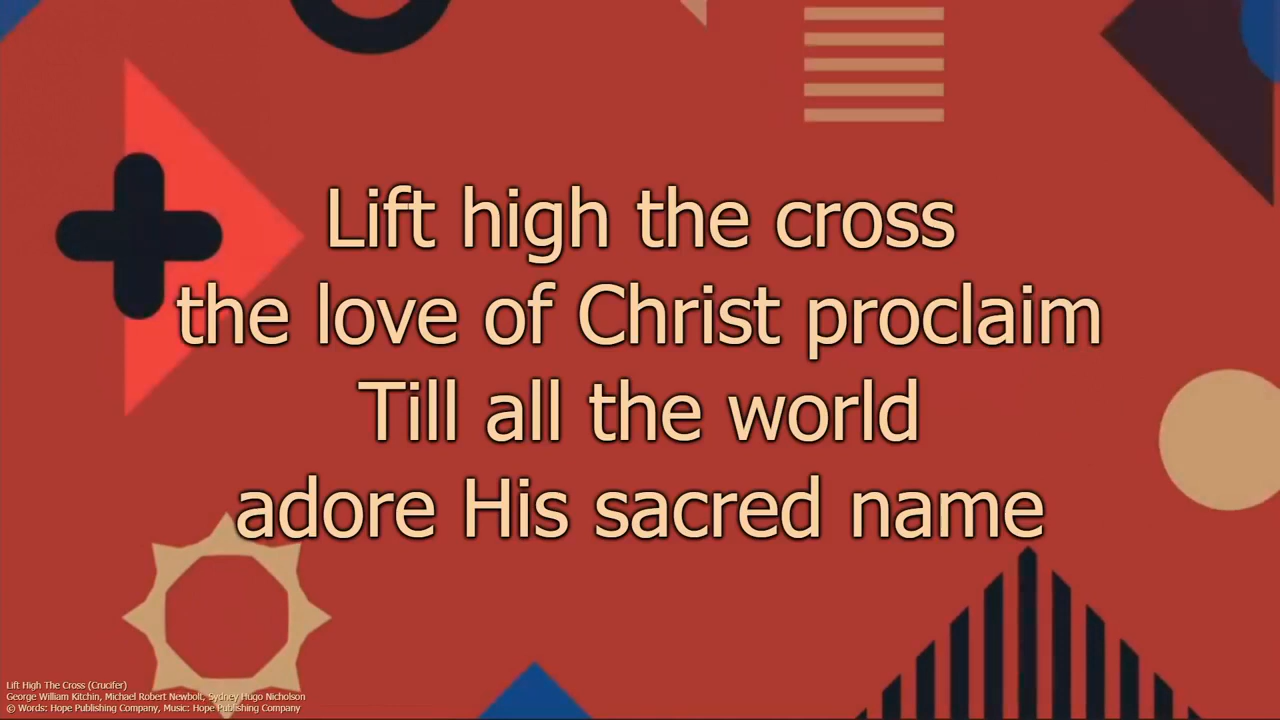 Lift high the cross
the love of Christ proclaim
Till all the world
adore His sacred name
Lift High The Cross (Crucifer)
George William Kitchin, Michael Robert Newbolt, Sydney Hugo Nicholson
© Words: Hope Publishing Company, Music: Hope Publishing Company